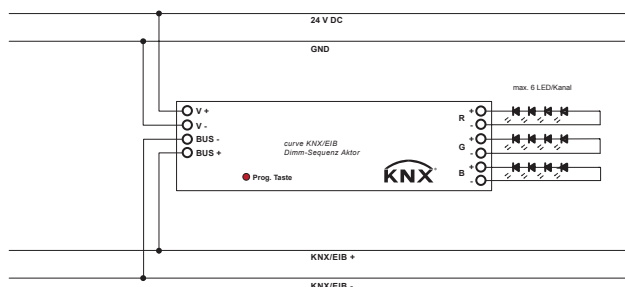 24 V DC
GND
max. 6 LED/Kanal
V +
V -
BUS -
BUS +
curve KNX/EIB
Dimm-Sequenz Aktor
Prog. Taste
KNX®
R
+
-
G
+
-
B
+
-
KNX/EIB +
KNX/EIB -